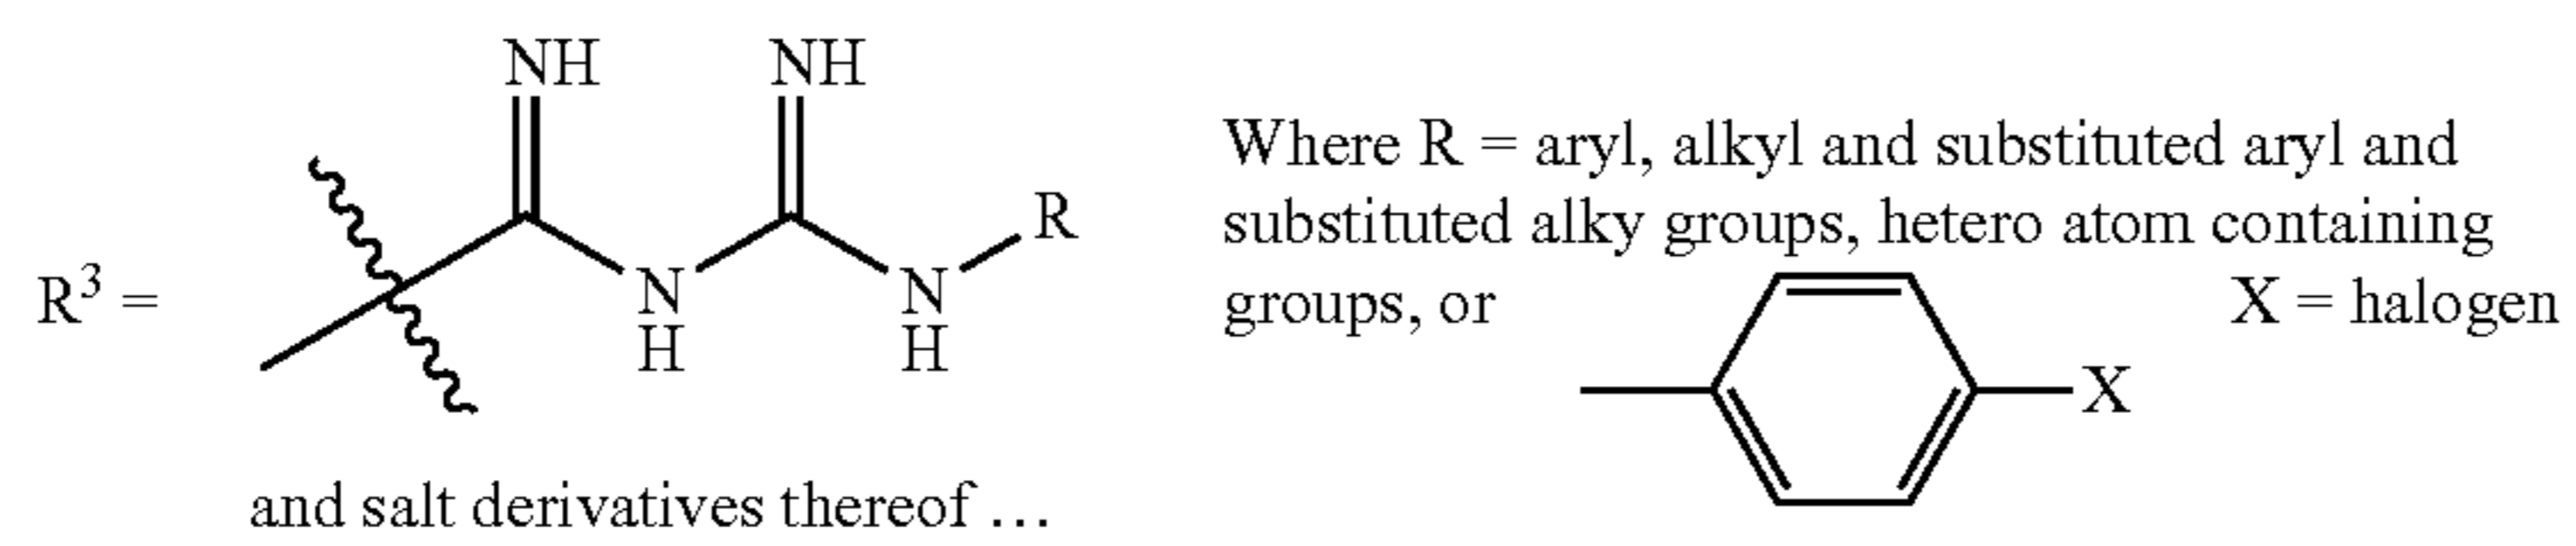 NH NH
Where R = aryl, alkyl and substituted aryl and
substituted alky groups, hetero atom containing
R
R³ =
N H
N H
groups, or
X = halogen
X
and salt derivatives thereof ...